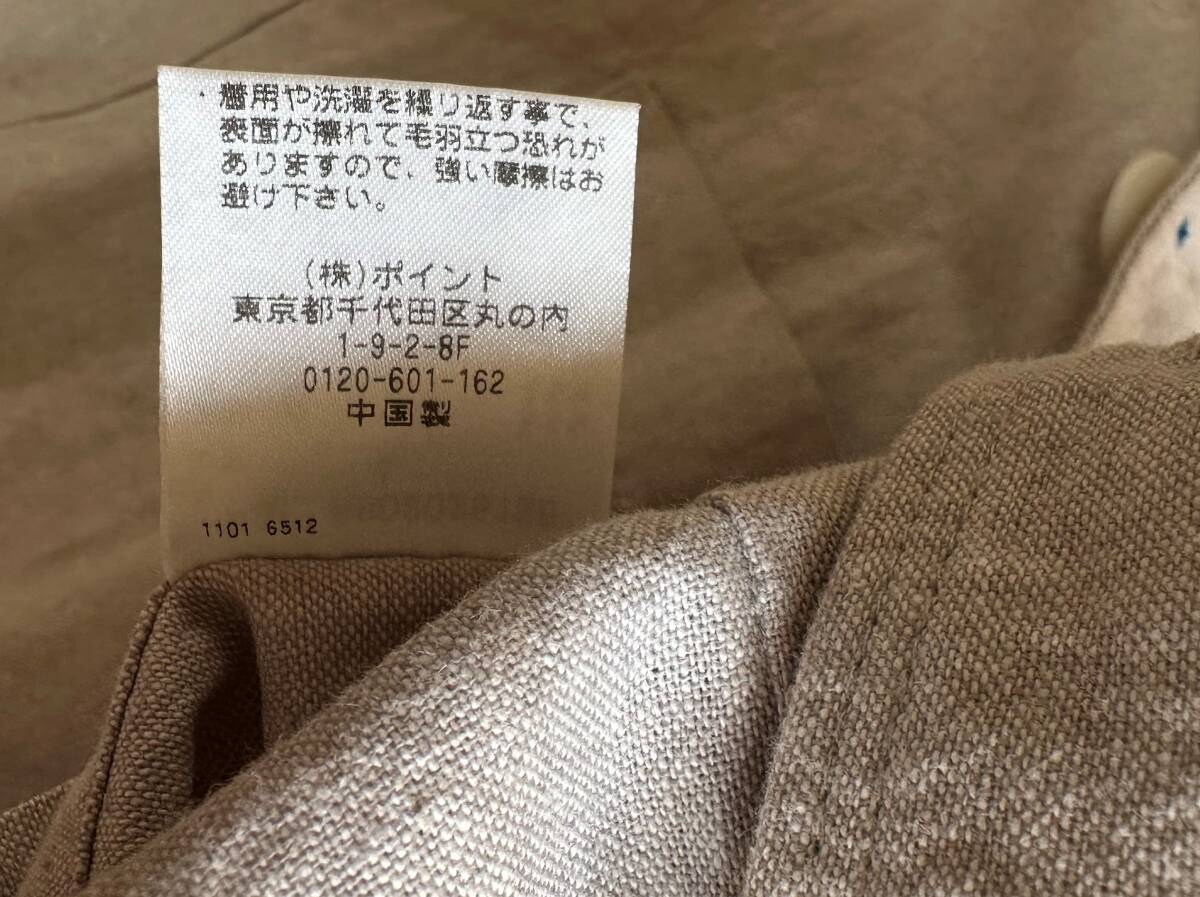 ・着用や洗濯を繰り返す事で、
表面が擦れて毛羽立つ恐れが
ありますので、強い摩擦はお
避け下さい。
(株)ポイント
東京都千代田区丸の内
1-9-2-8F
0120-601-162
中国製
1101 6512